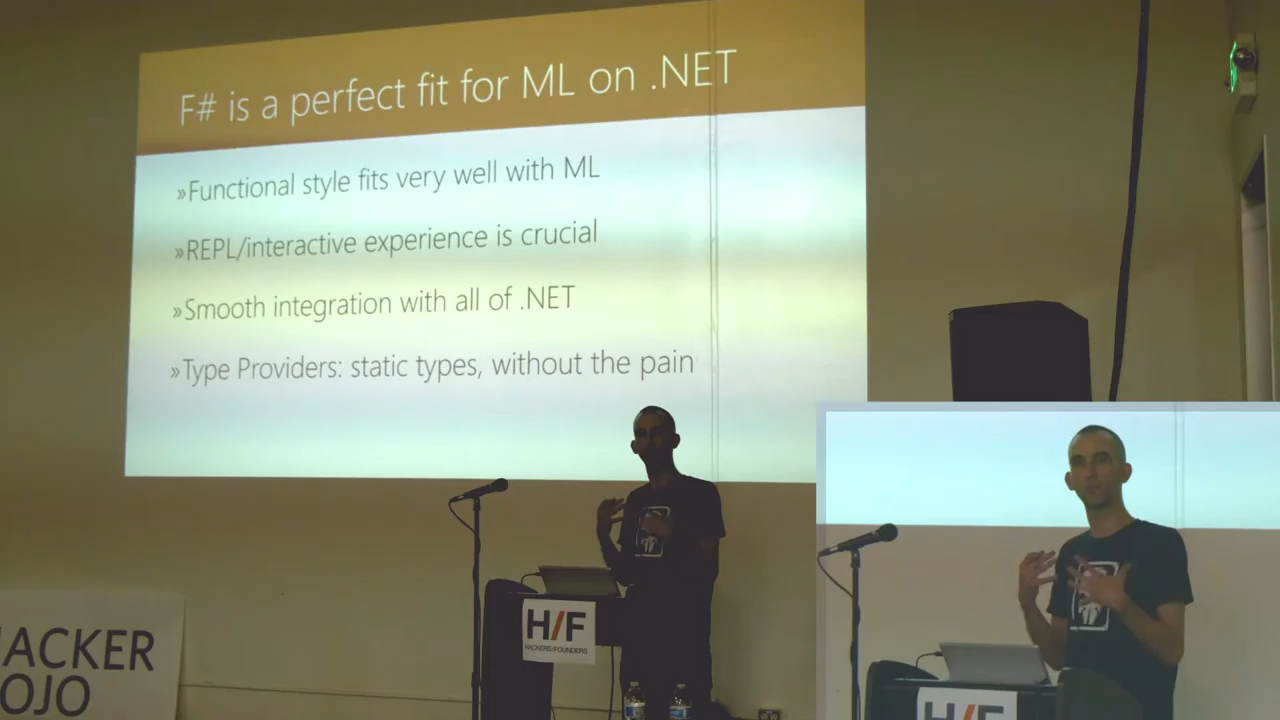 F# is a perfect fit for ML on .NET
»Functional style fits very well with ML
»REPL/interactive experience is crucial
»Smooth integration with all of .NET
»Type Providers: static types, without the pain
H/F
HACKERS/FOUNDERS
ACKER
OJO
H/F